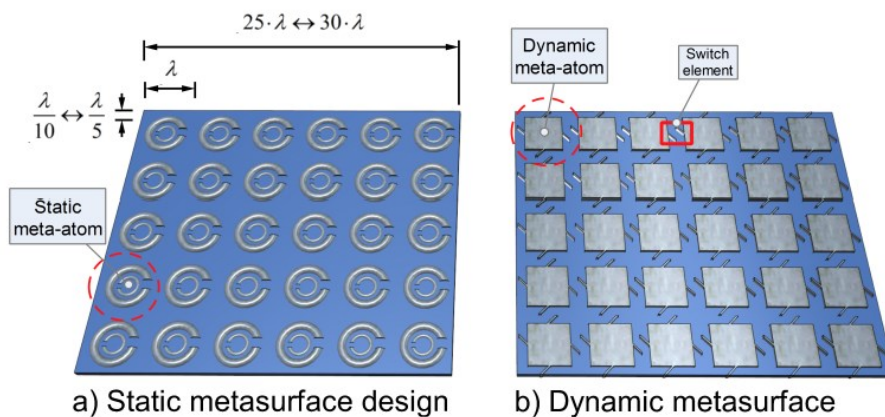 25·λ↔30·λ
λ
λ/10 ↔ λ/5
Static
meta-atom
a) Static metasurface design
Dynamic
meta-atom
Switch
element
b) Dynamic metasurface